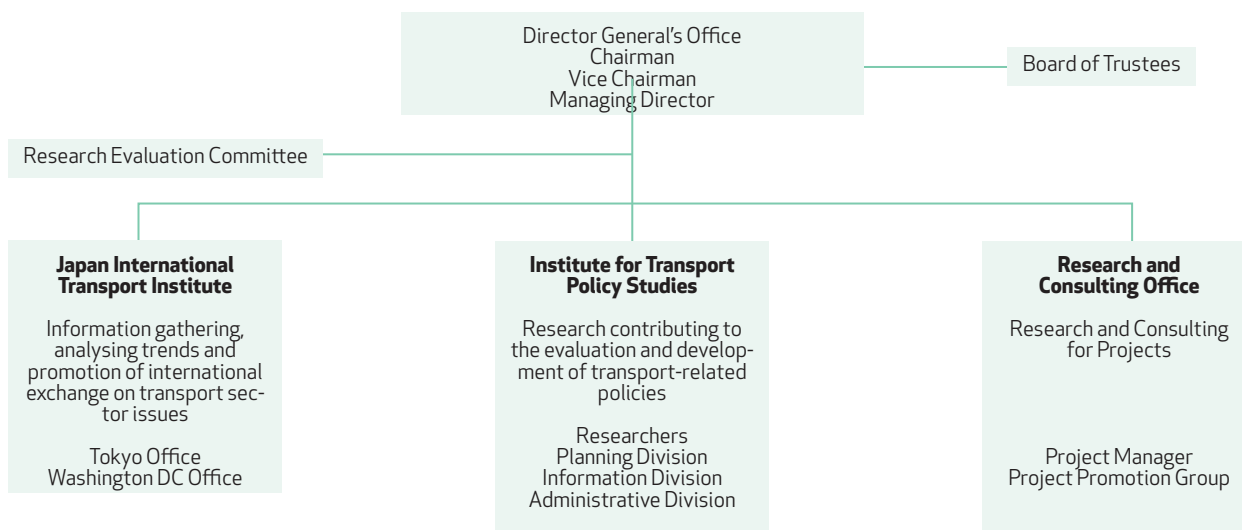 Director General’s Office
Chairman
Vice Chairman
Managing Director
Board of Trustees
Research Evaluation Committee
Japan International
Transport Institute
Information gathering,
analysing trends and
promotion of international
exchange on transport sec-
tor issues
Tokyo Office
Washington DC Office
Institute for Transport
Policy Studies
Research contributing to
the evaluation and develop-
ment of transport-related
policies
Researchers
Planning Division
Information Division
Administrative Division
Research and
Consulting Office
Research and Consulting
for Projects
Project Manager
Project Promotion Group